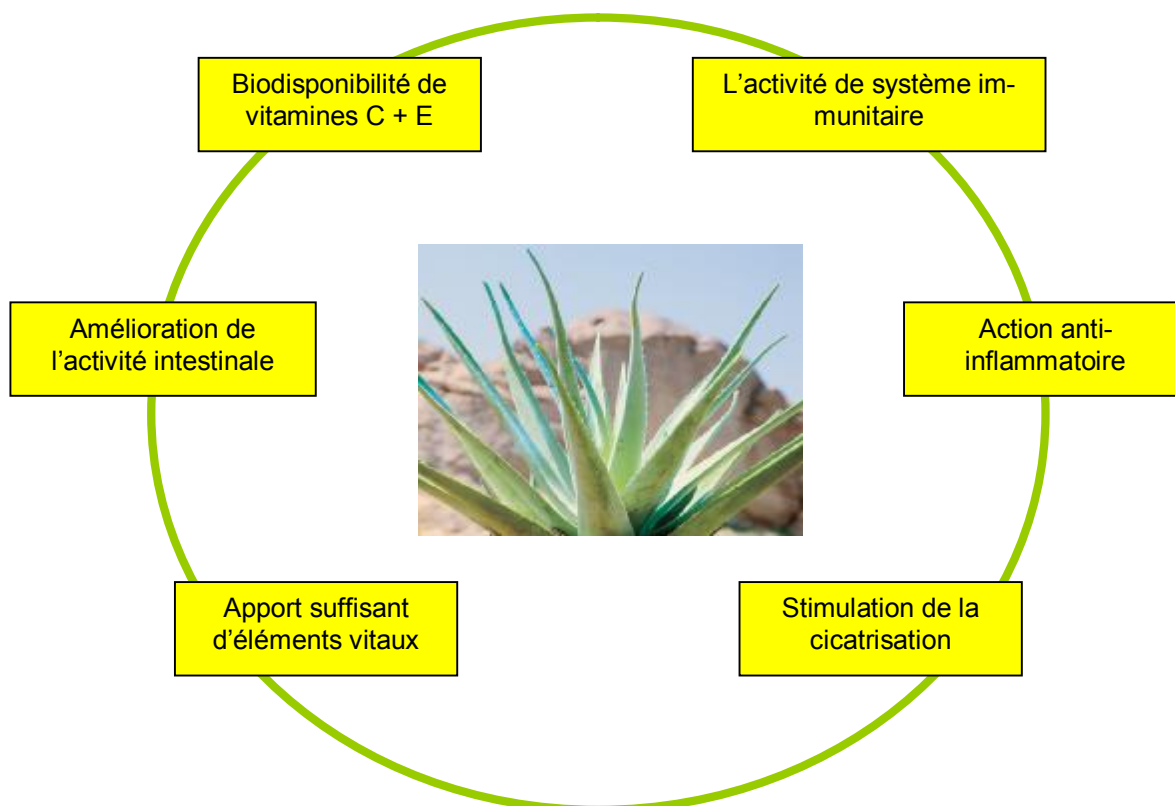 Biodisponibilité de
vitamines C + E
L’activité de système im-
munitaire
Amélioration de
l’activité intestinale
Action anti-
inflammatoire
Apport suffisant
d’éléments vitaux
Stimulation de la
cicatrisation